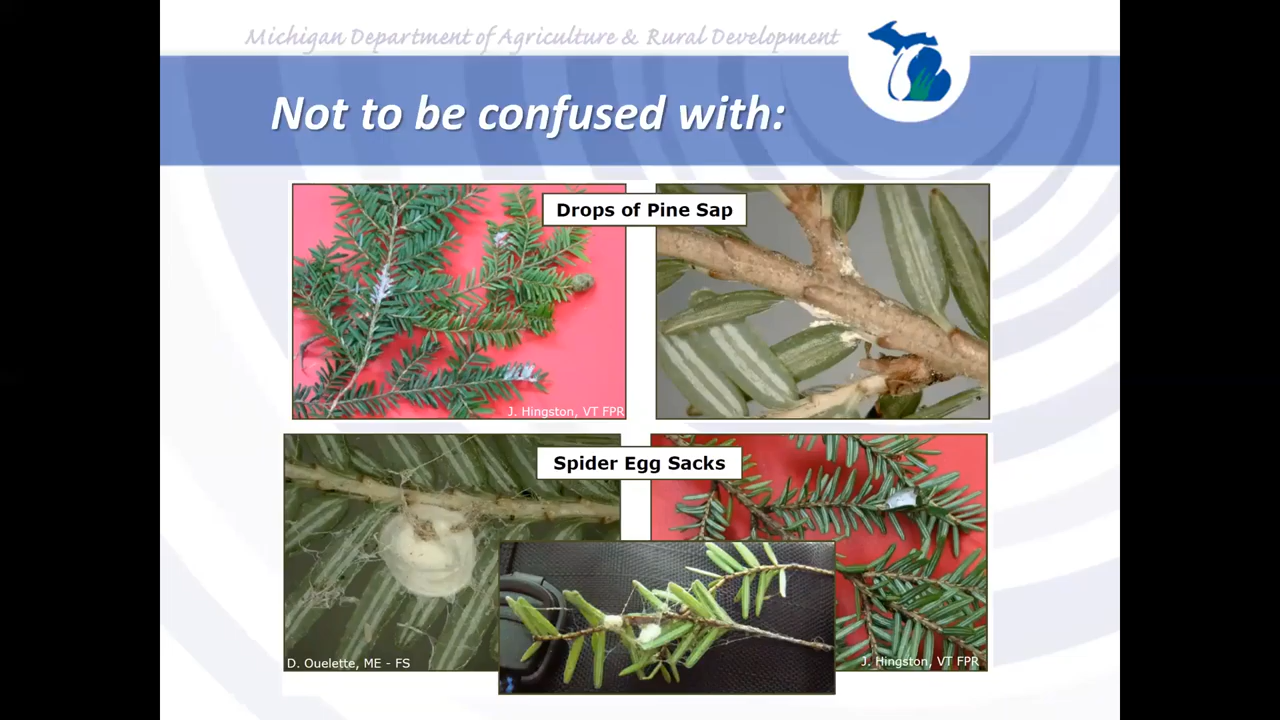 Michigan Department of Agriculture & Rural Development
Not to be confused with:
Drops of Pine Sap
J. Hingston, VT FPR
Spider Egg Sacks
D. Ouelette, ME - FS
J. Hingston, VT FPR